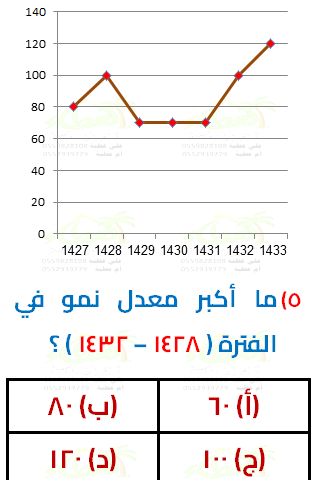 140
120
100
80
60
40
20
0
1427 1428 1429 1430 1431 1432 1433
٥) ما أكبر معدل نمو في
الفترة ( ١٤٢٨ – ١٤٣٢ ) ؟
(أ) ٦٠ (ب) ٨٠
(ج) ١٠٠ (د) ١٢٠